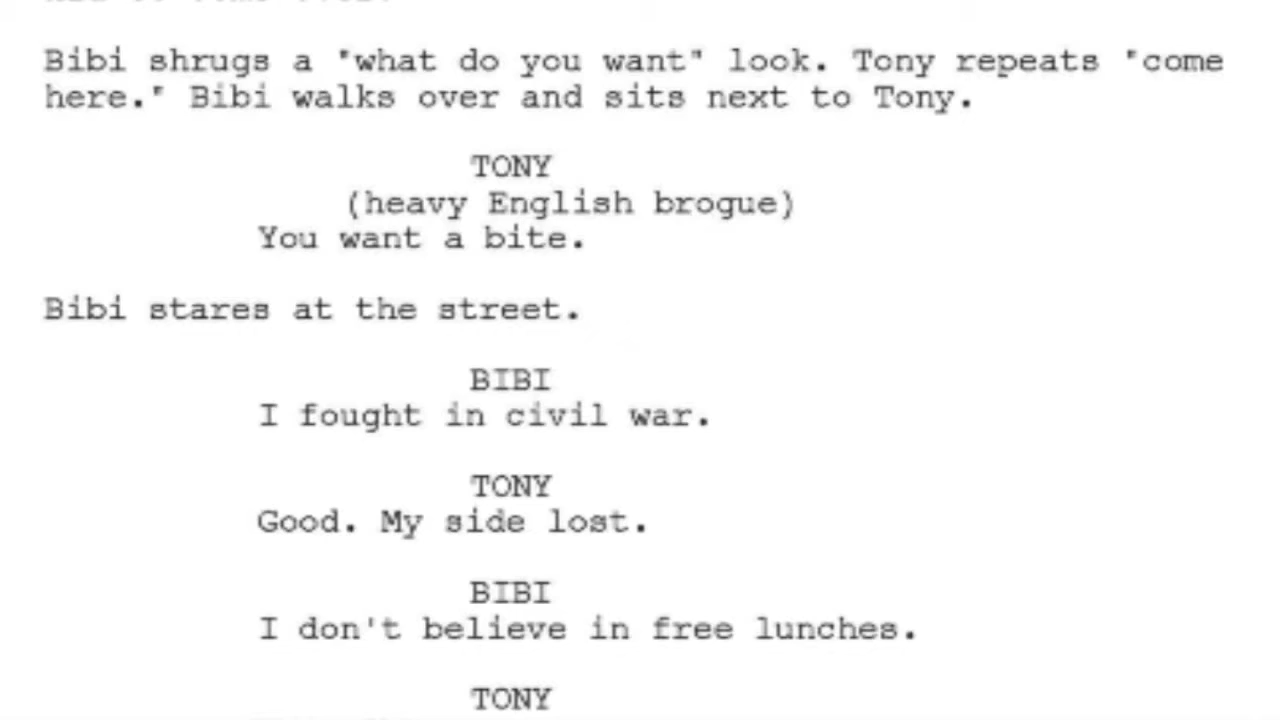 Bibi shrugs a "what do you want" look. Tony repeats "come
here." Bibi walks over and sits next to Tony.
TONY
(heavy English brogue)
You want a bite.
Bibi stares at the street.
BIBI
I fought in civil war.
TONY
Good. My side lost.
BIBI
I don't believe in free lunches.
TONY